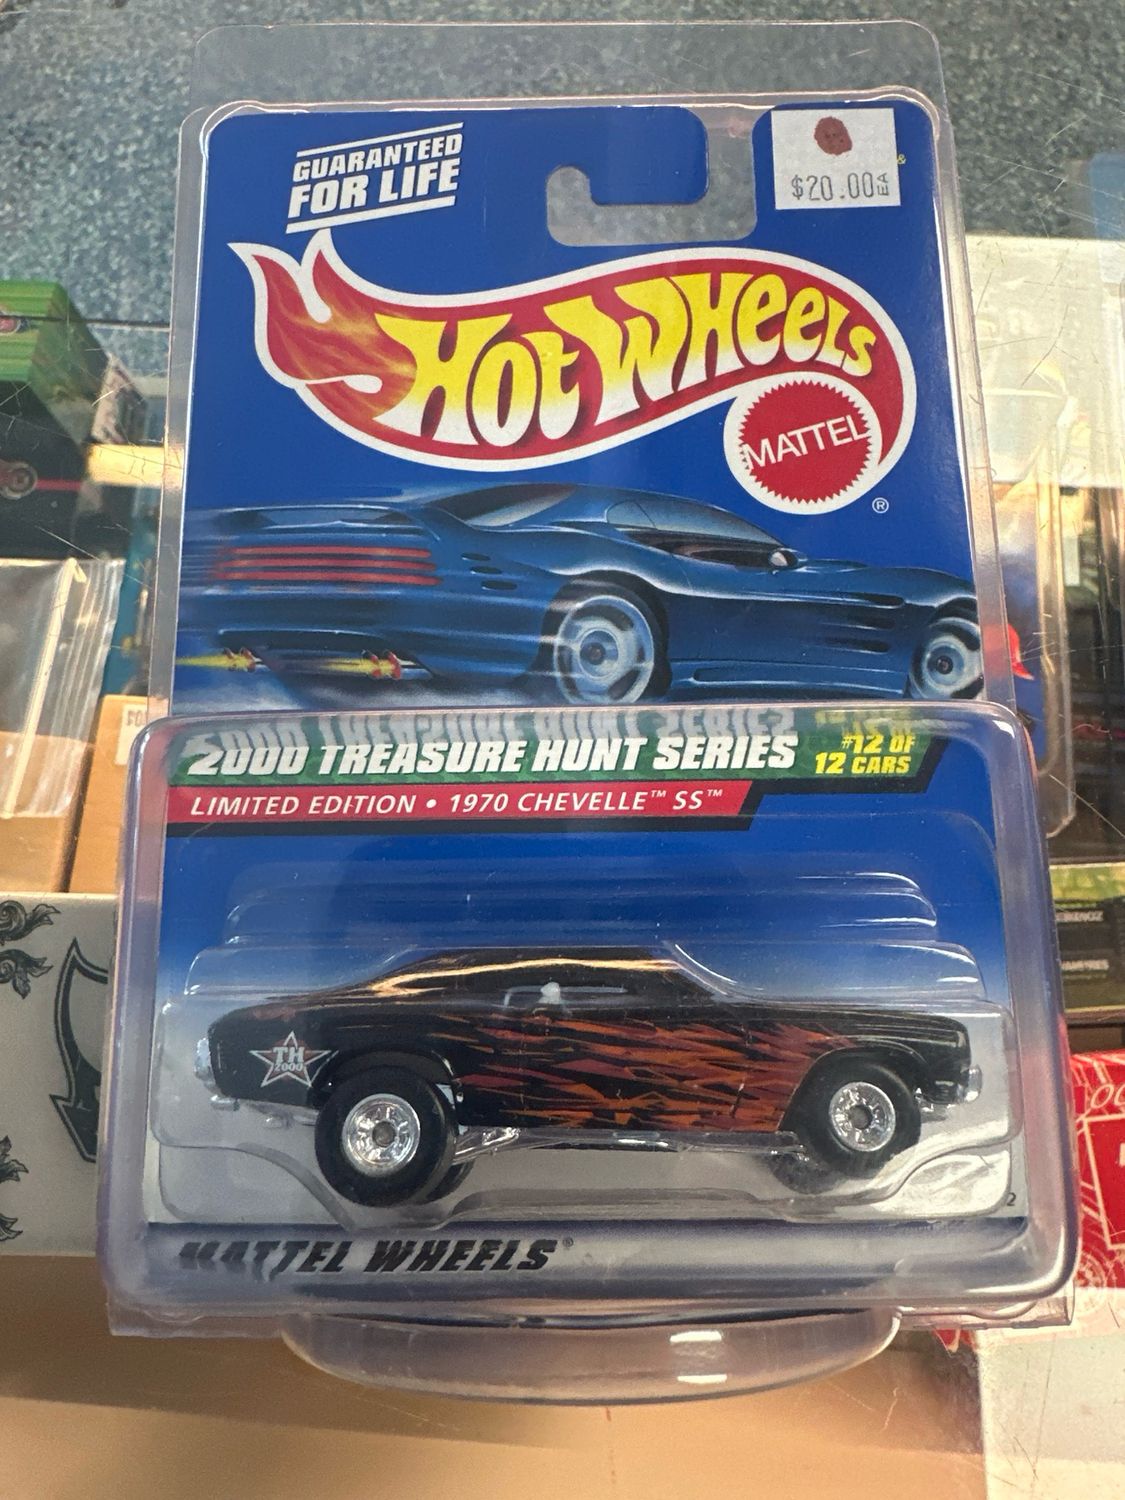 GUARANTEED
FOR LIFE
$20.00EA
HOT WHEELS
MATTEL
®
2000 TREASURE HUNT SERIES
#12 OF
12 CARS
LIMITED EDITION • 1970 CHEVELLE™ SS™
TH
2000
MATTEL WHEELS®